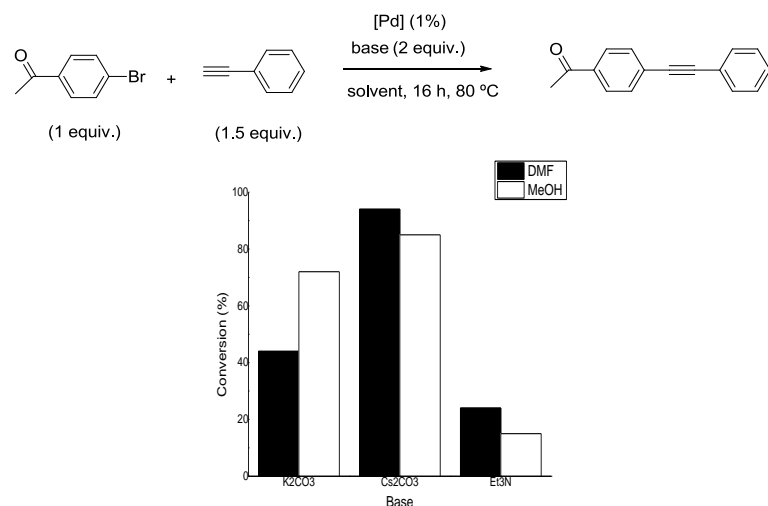 [Pd] (1%)
base (2 equiv.)
solvent, 16 h, 80 ºC
O
Br
+
O
(1 equiv.)
(1.5 equiv.)
DMF
MeOH
100
80
60
40
20
0
Conversion (%)
K2CO3
Cs2CO3
Et3N
Base